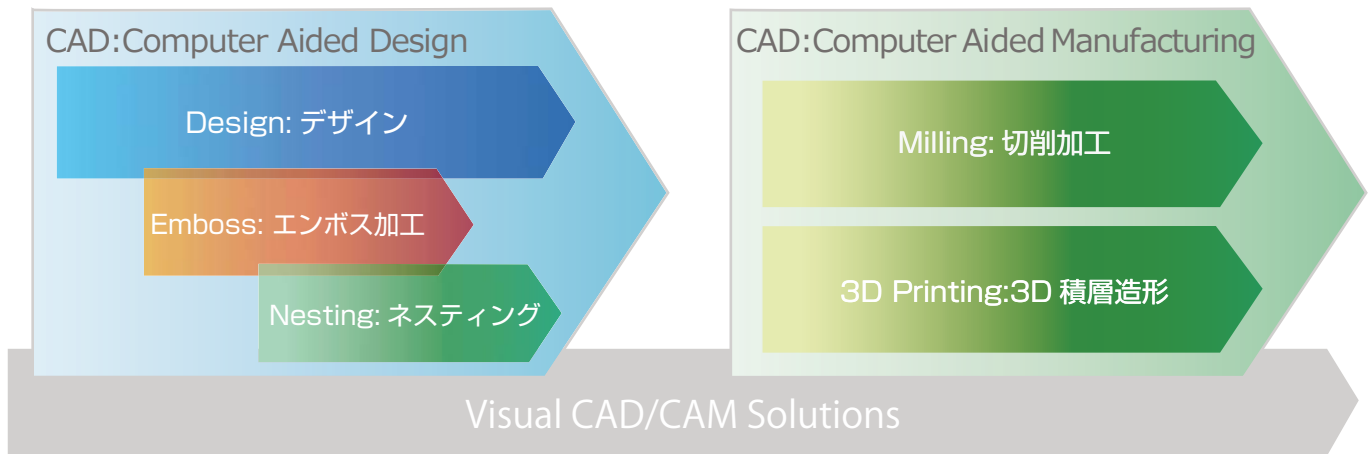 CAD:Computer Aided Design
Design: デザイン
Emboss: エンボス加工
Nesting: ネスティング
CAD:Computer Aided Manufacturing
Milling: 切削加工
3D Printing:3D 積層造形
Visual CAD/CAM Solutions